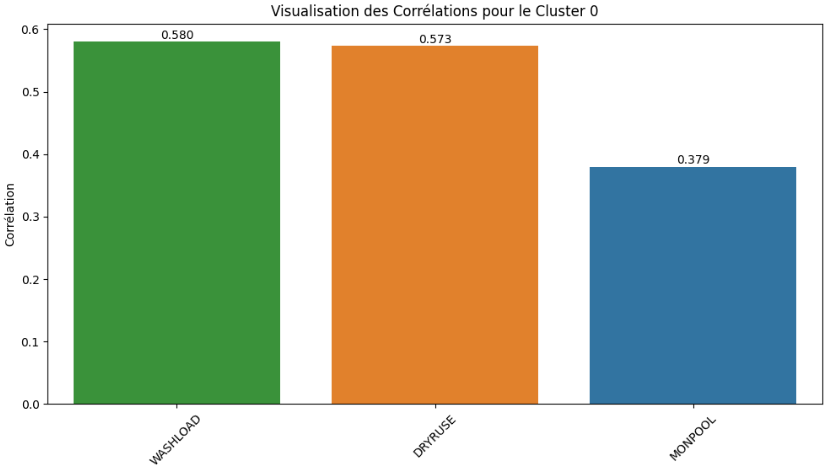 Visualisation des Corrélations pour le Cluster 0
0.6
0.5
0.4
0.3
0.2
0.1
0.0
Corrélation
0.580
0.573
0.379
WASHLOAD
DRYRUSE
MONPOOL